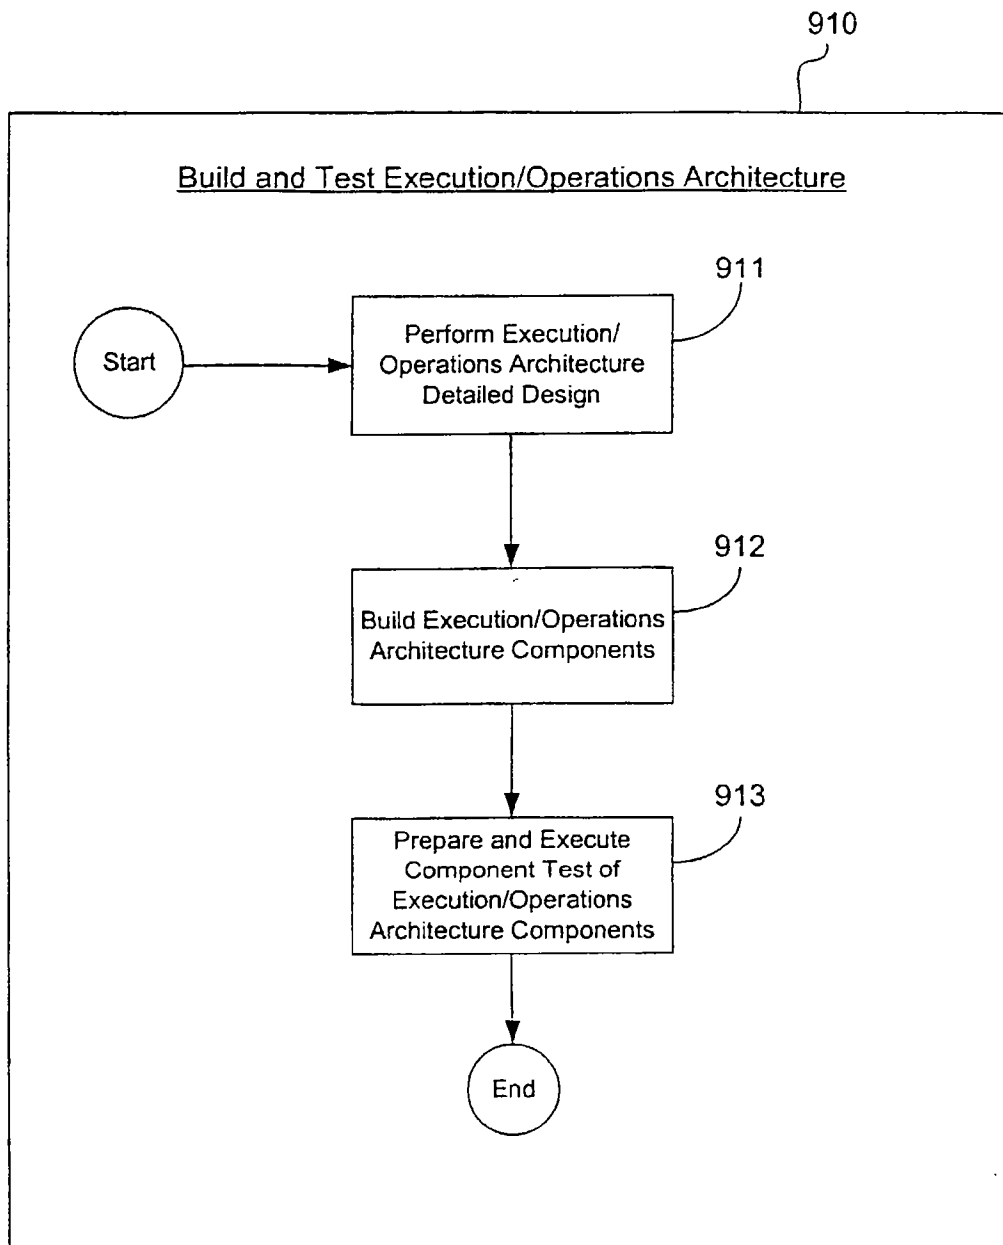 910
Build and Test Execution/Operations Architecture
911
Start
Perform Execution/
Operations Architecture
Detailed Design
912
Build Execution/Operations
Architecture Components
913
Prepare and Execute
Component Test of
Execution/Operations
Architecture Components
End